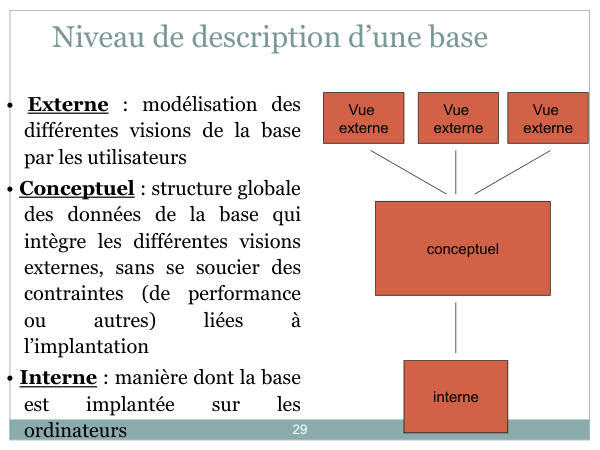 Niveau de description d’une base
• Externe : modélisation des
différentes visions de la base
par les utilisateurs
• Conceptuel : structure globale
des données de la base qui
intègre les différentes visions
externes, sans se soucier des
contraintes (de performance
ou autres) liées à
l’implantation
• Interne : manière dont la base
est implantée sur les
ordinateurs
Vue
externe
Vue
externe
Vue
externe
conceptuel
interne
29